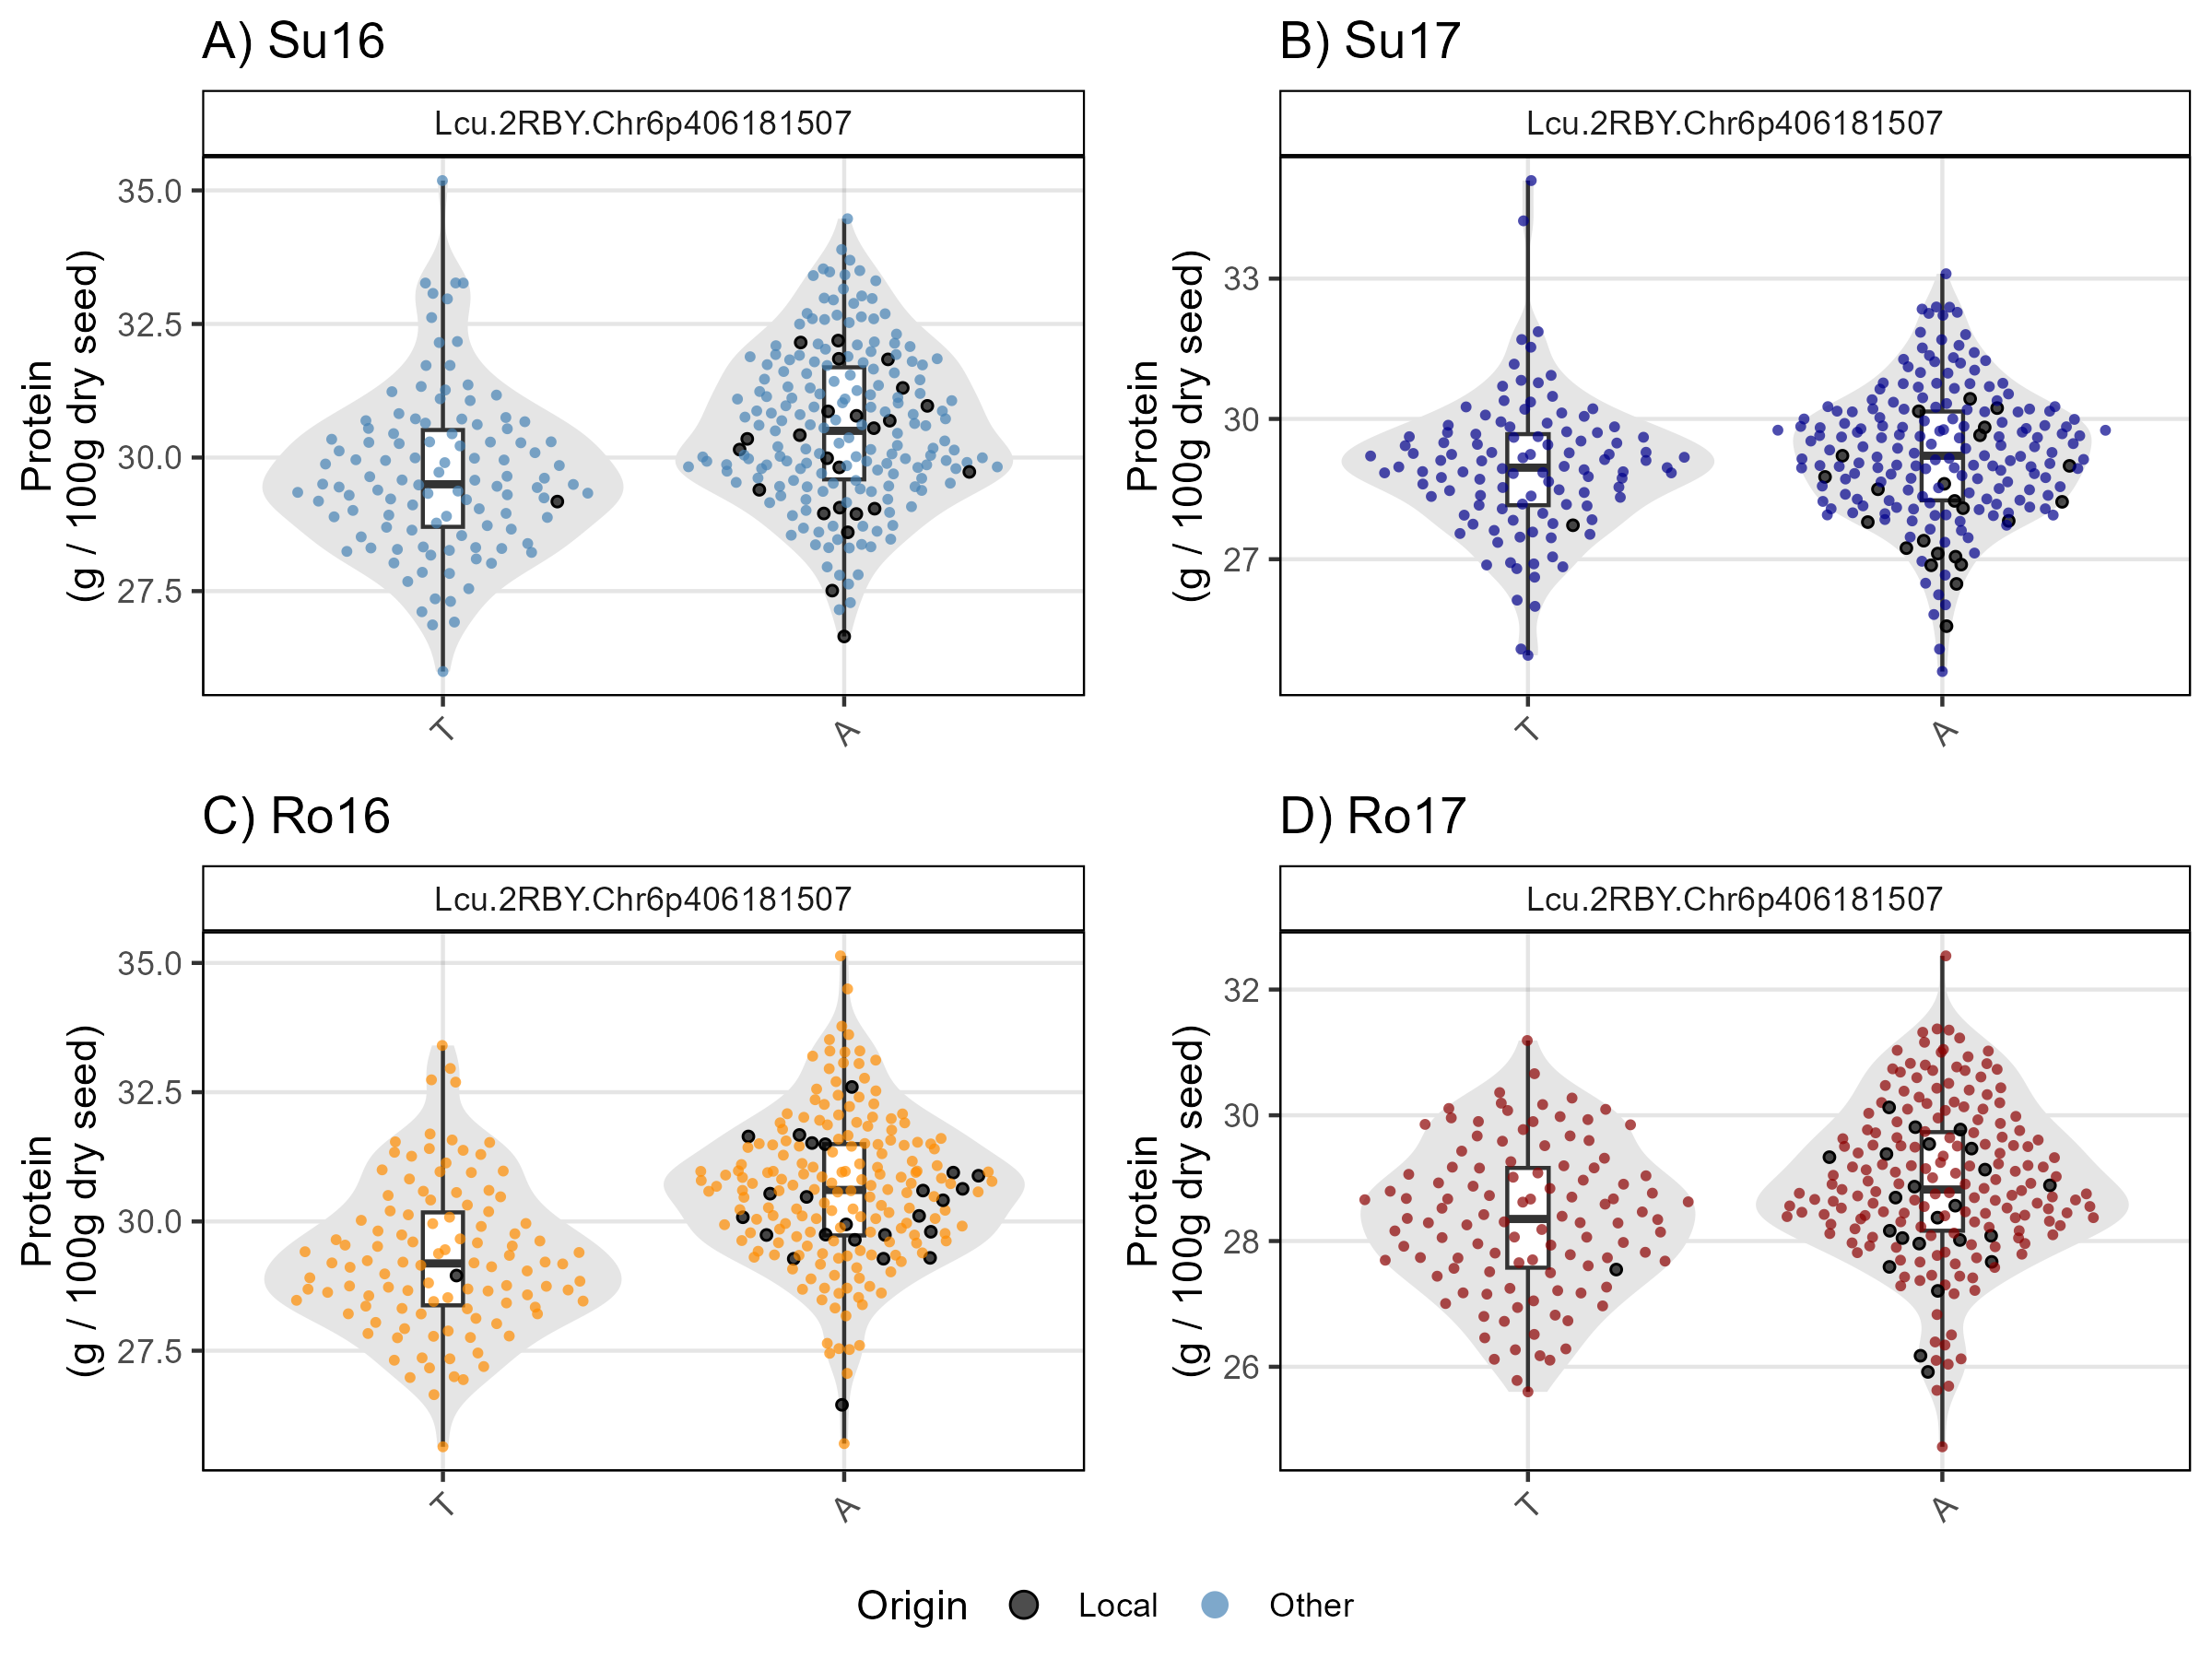 A) Su16
Lcu.2RBY.Chr6p406181507
Protein
(g / 100g dry seed)
35.0
32.5
30.0
27.5
T
A
B) Su17
Lcu.2RBY.Chr6p406181507
Protein
(g / 100g dry seed)
33
30
27
T
A
C) Ro16
Lcu.2RBY.Chr6p406181507
Protein
(g / 100g dry seed)
35.0
32.5
30.0
27.5
T
A
D) Ro17
Lcu.2RBY.Chr6p406181507
Protein
(g / 100g dry seed)
32
30
28
26
T
A
Origin Local Other